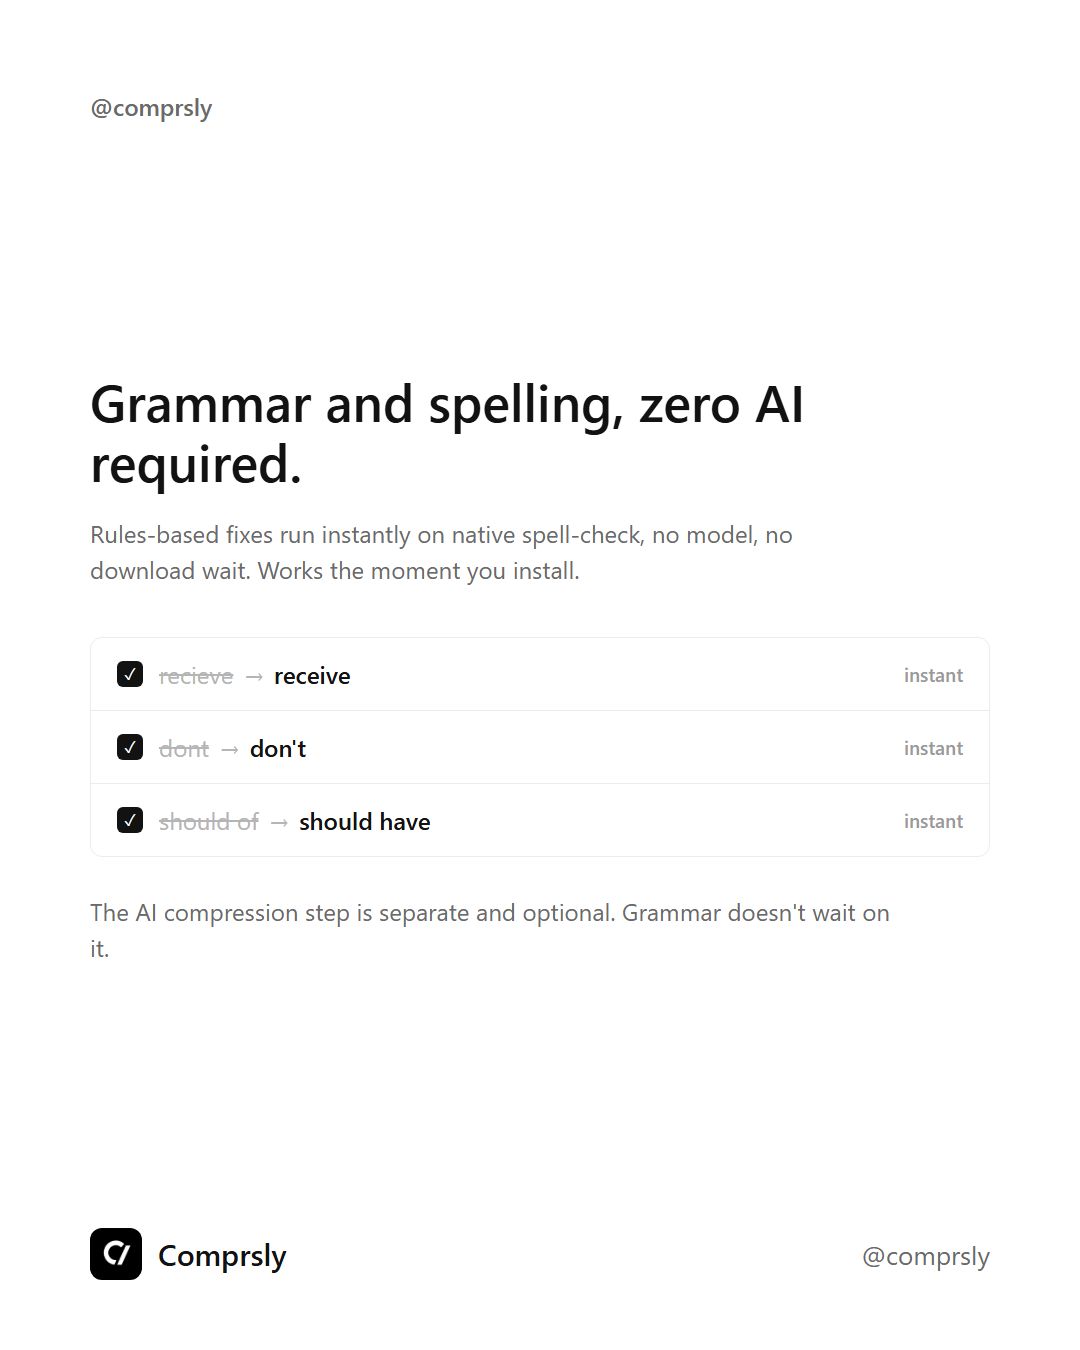 @comprsly
Grammar and spelling, zero AI
required.
Rules-based fixes run instantly on native spell-check, no model, no
download wait. Works the moment you install.
✓ recieve → receive instant
✓ dont → don't instant
✓ should of → should have instant
The AI compression step is separate and optional. Grammar doesn't wait on
it.
Comprsly @comprsly